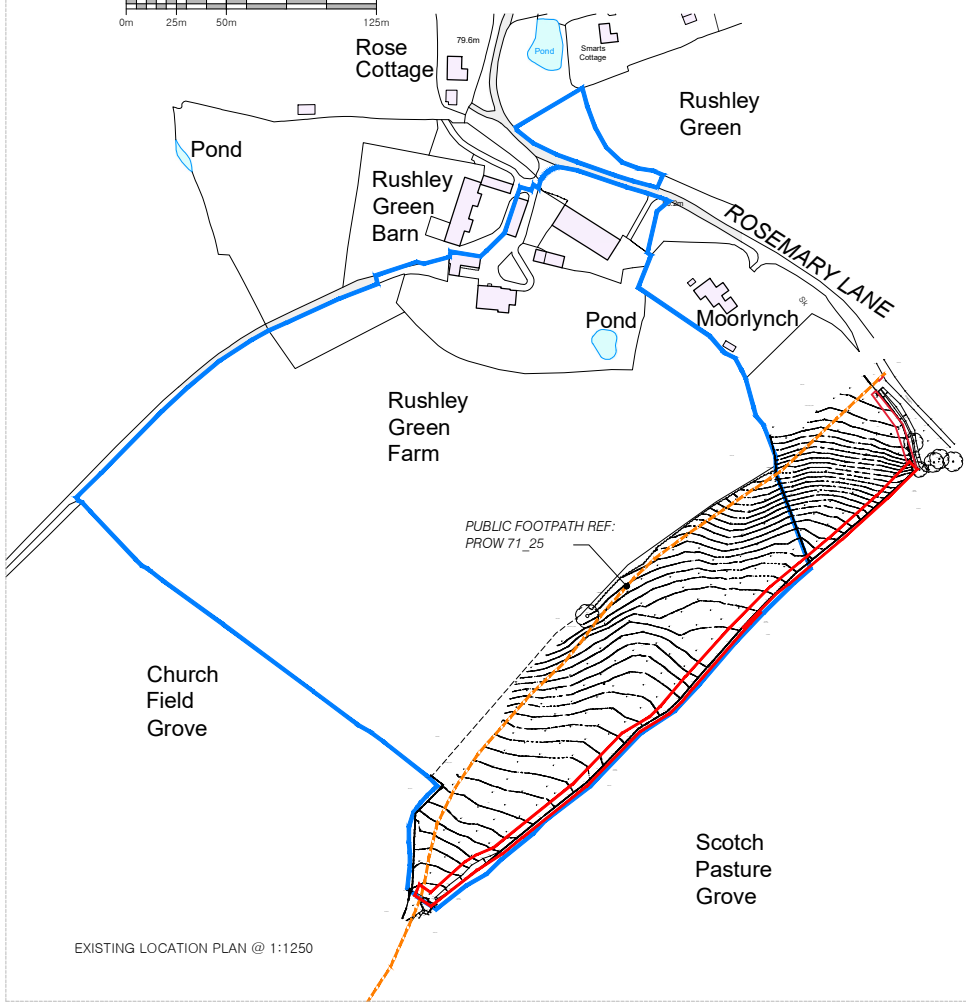 0m 25m 50m 125m
Rose
Cottage
79.6m
Pond
Smarts
Cottage
Rushley
Green
Pond
Rushley
Green
Barn
ROSEMARY LANE
Sk
Pond
Moorlynch
Rushley
Green
Farm
PUBLIC FOOTPATH REF:
PROW 71_25
Church
Field
Grove
Scotch
Pasture
Grove
EXISTING LOCATION PLAN @ 1:1250